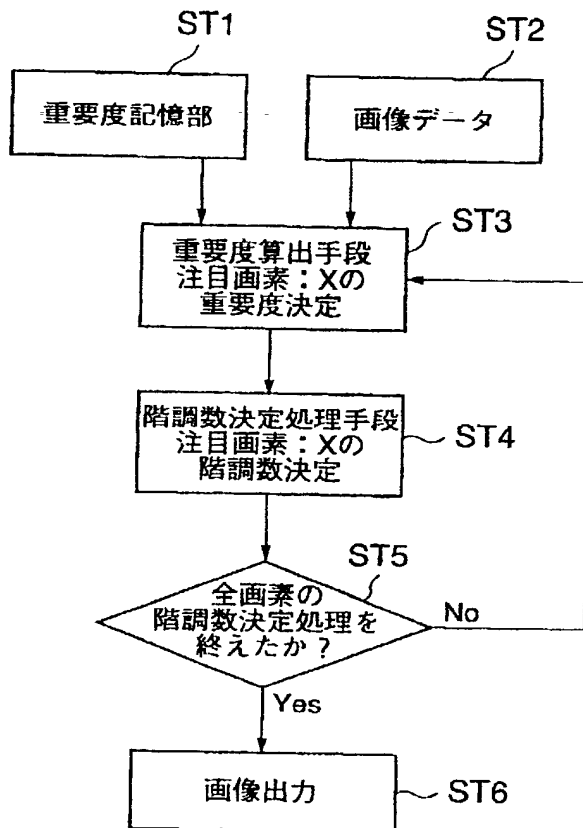 ST1
ST2
重要度記憶部
画像データ
ST3
重要度算出手段
注目画素：Xの
重要度決定
階調数決定処理手段
注目画素：Xの
階調数決定
ST4
ST5
全画素の
階調数決定処理を
終えたか？
No
Yes
画像出力
ST6